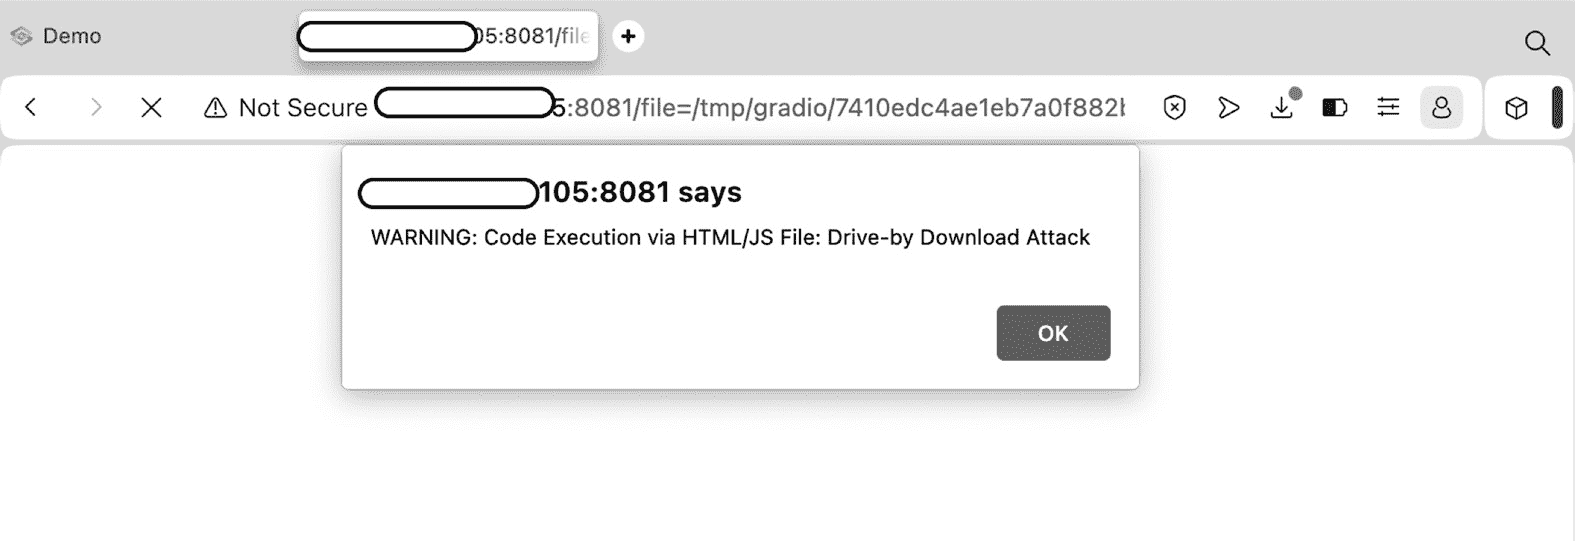 Demo
05:8081/file
Not Secure 5:8081/file=/tmp/gradio/7410edc4ae1eb7a0f882b
105:8081 says
WARNING: Code Execution via HTML/JS File: Drive-by Download Attack
OK